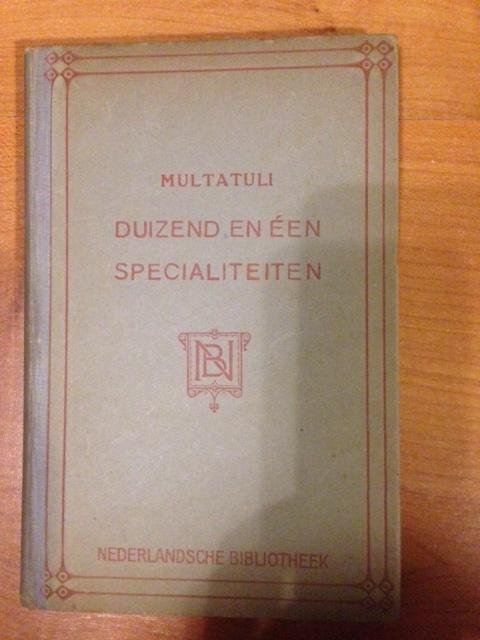 MULTATULI
DUIZEND EN ÉEN
SPECIALITEITEN
NB
NEDERLANDSCHE BIBLIOTHEEK